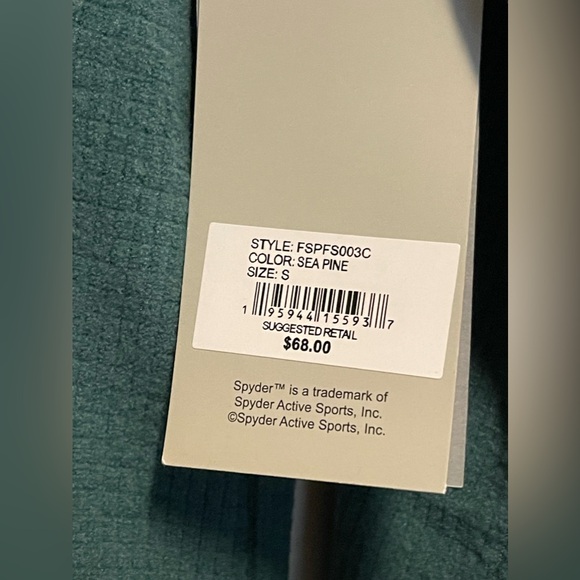 STYLE: FSPFS003C
COLOR: SEA PINE
SIZE: S
1 95944 15593 7
SUGGESTED RETAIL
$68.00
Spyder™ is a trademark of
Spyder Active Sports, Inc.
©Spyder Active Sports, Inc.